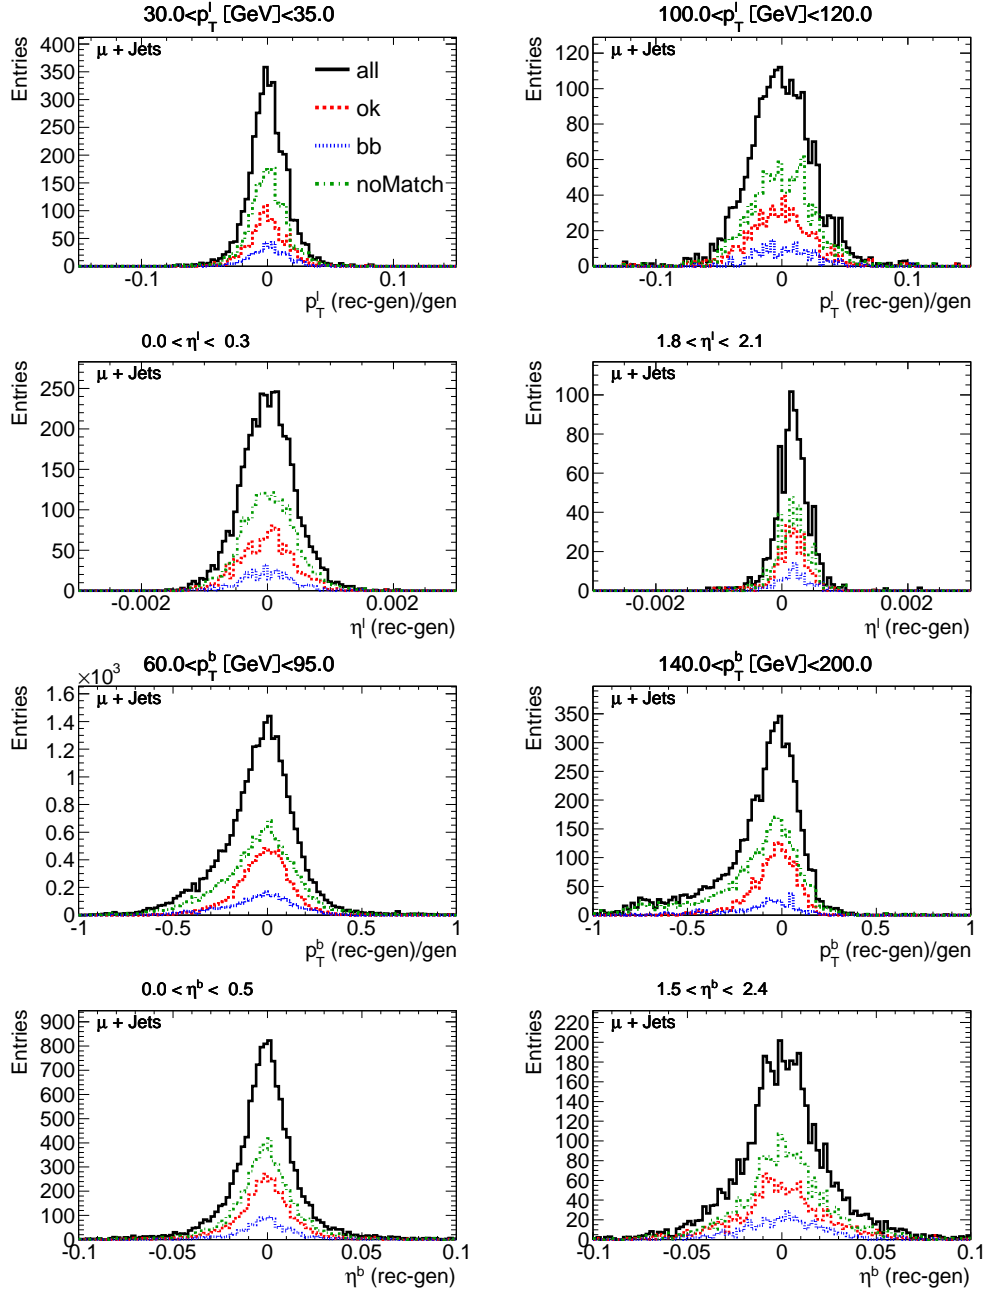 30.0<p_T^l [GeV]<35.0
Entries
μ + Jets
all
ok
bb
noMatch
400
350
300
250
200
150
100
50
0
-0.1 0 0.1
p_T^l (rec-gen)/gen
100.0<p_T^l [GeV]<120.0
Entries
μ + Jets
120
100
80
60
40
20
0
-0.1 0 0.1
p_T^l (rec-gen)/gen
0.0 < η^l < 0.3
Entries
μ + Jets
250
200
150
100
50
0
-0.002 0 0.002
η^l (rec-gen)
1.8 < η^l < 2.1
Entries
μ + Jets
100
80
60
40
20
0
-0.002 0 0.002
η^l (rec-gen)
60.0<p_T^b [GeV]<95.0
×10^3
Entries
μ + Jets
1.6
1.4
1.2
1
0.8
0.6
0.4
0.2
0
-1 -0.5 0 0.5 1
p_T^b (rec-gen)/gen
140.0<p_T^b [GeV]<200.0
Entries
μ + Jets
350
300
250
200
150
100
50
0
-1 -0.5 0 0.5 1
p_T^b (rec-gen)/gen
0.0 < η^b < 0.5
Entries
μ + Jets
900
800
700
600
500
400
300
200
100
0
-0.1 -0.05 0 0.05 0.1
η^b (rec-gen)
1.5 < η^b < 2.4
Entries
μ + Jets
220
200
180
160
140
120
100
80
60
40
20
0
-0.1 -0.05 0 0.05 0.1
η^b (rec-gen)